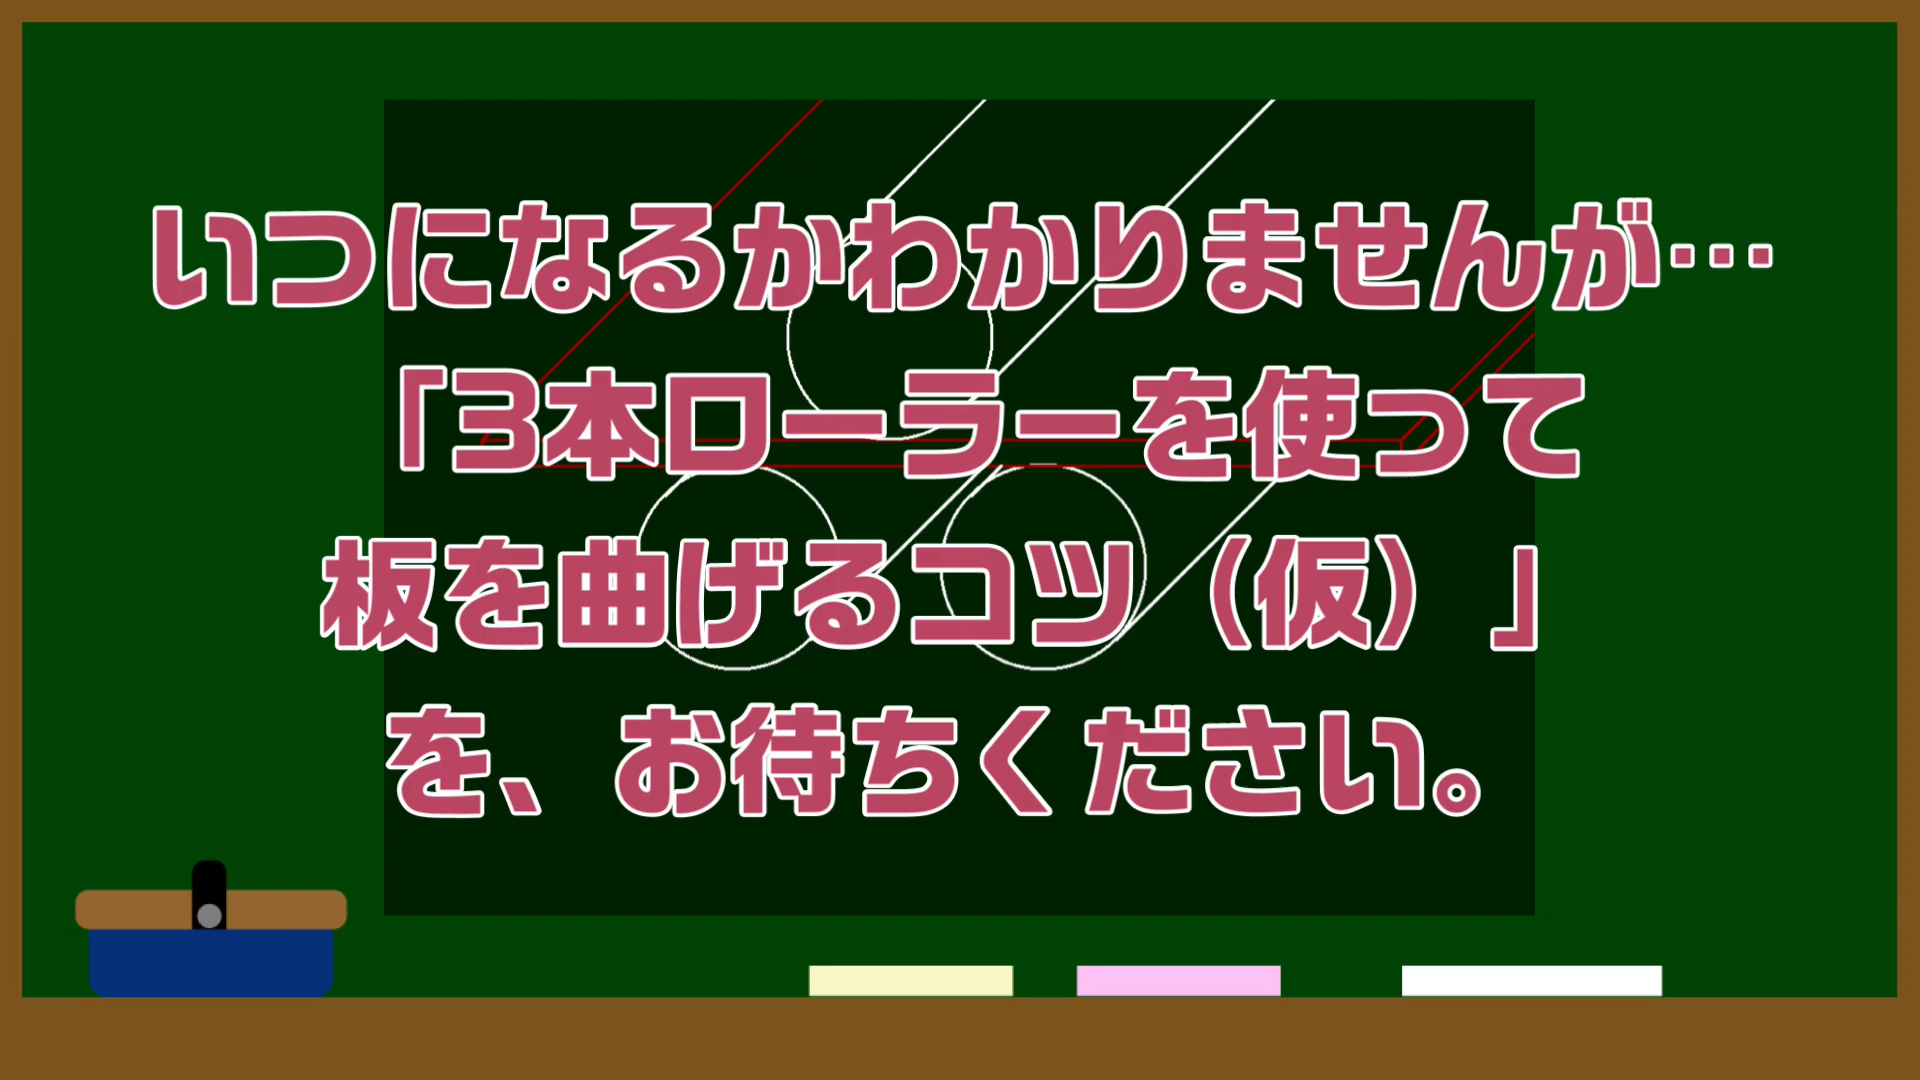 いつになるかわかりませんが…
「3本ローラーを使って
板を曲げるコツ（仮）」
を、お待ちください。